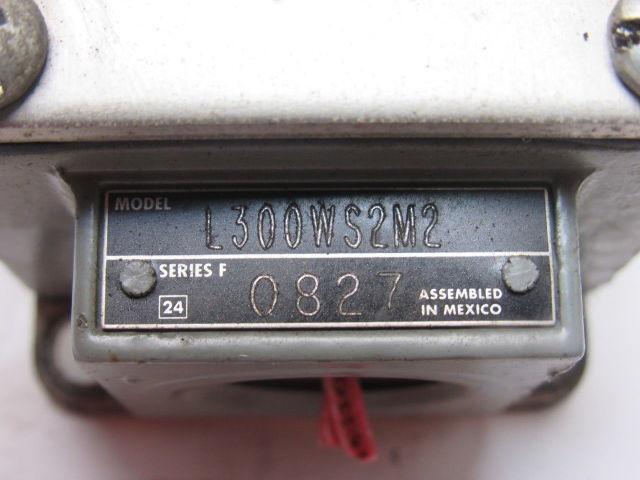 MODEL L300WS2M2
SERIES F 0827
24 ASSEMBLED
IN MEXICO